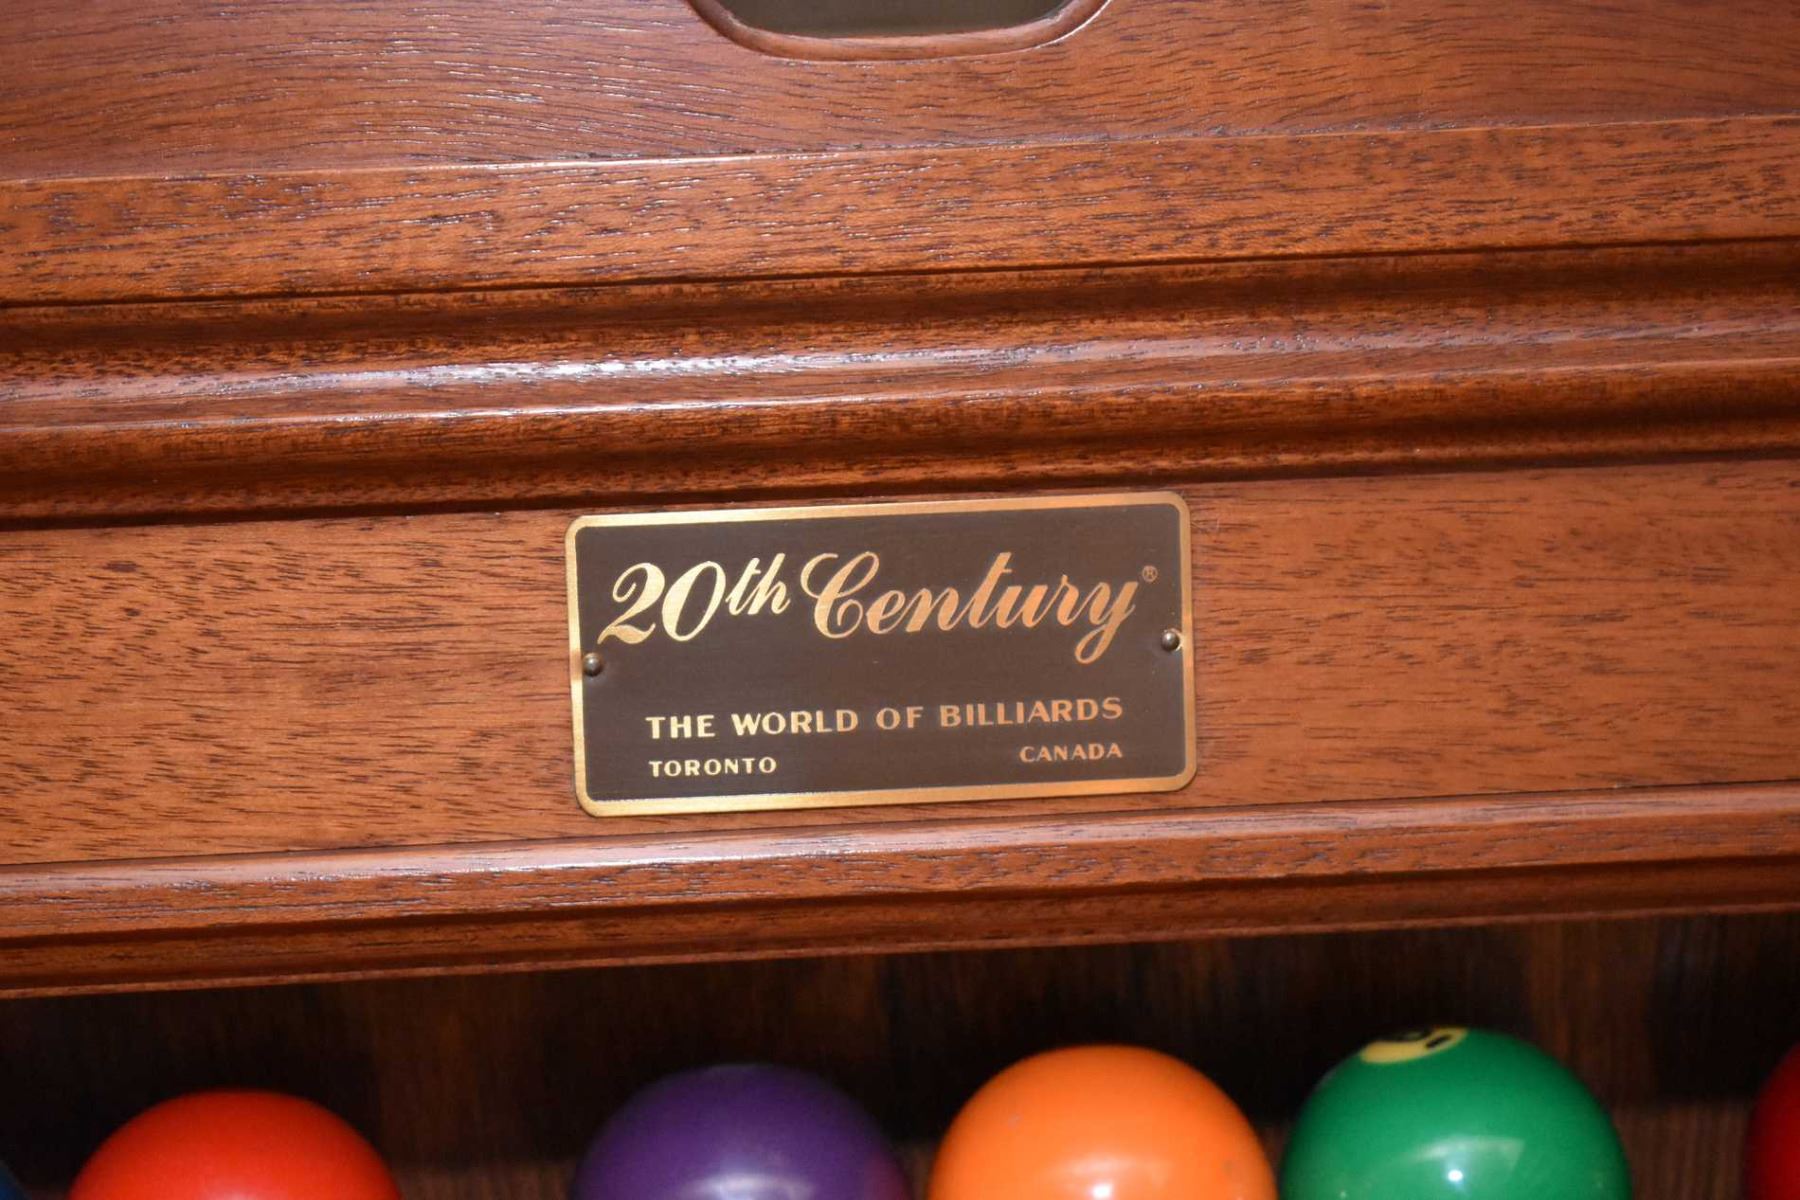 20th Century®
THE WORLD OF BILLIARDS
TORONTO CANADA